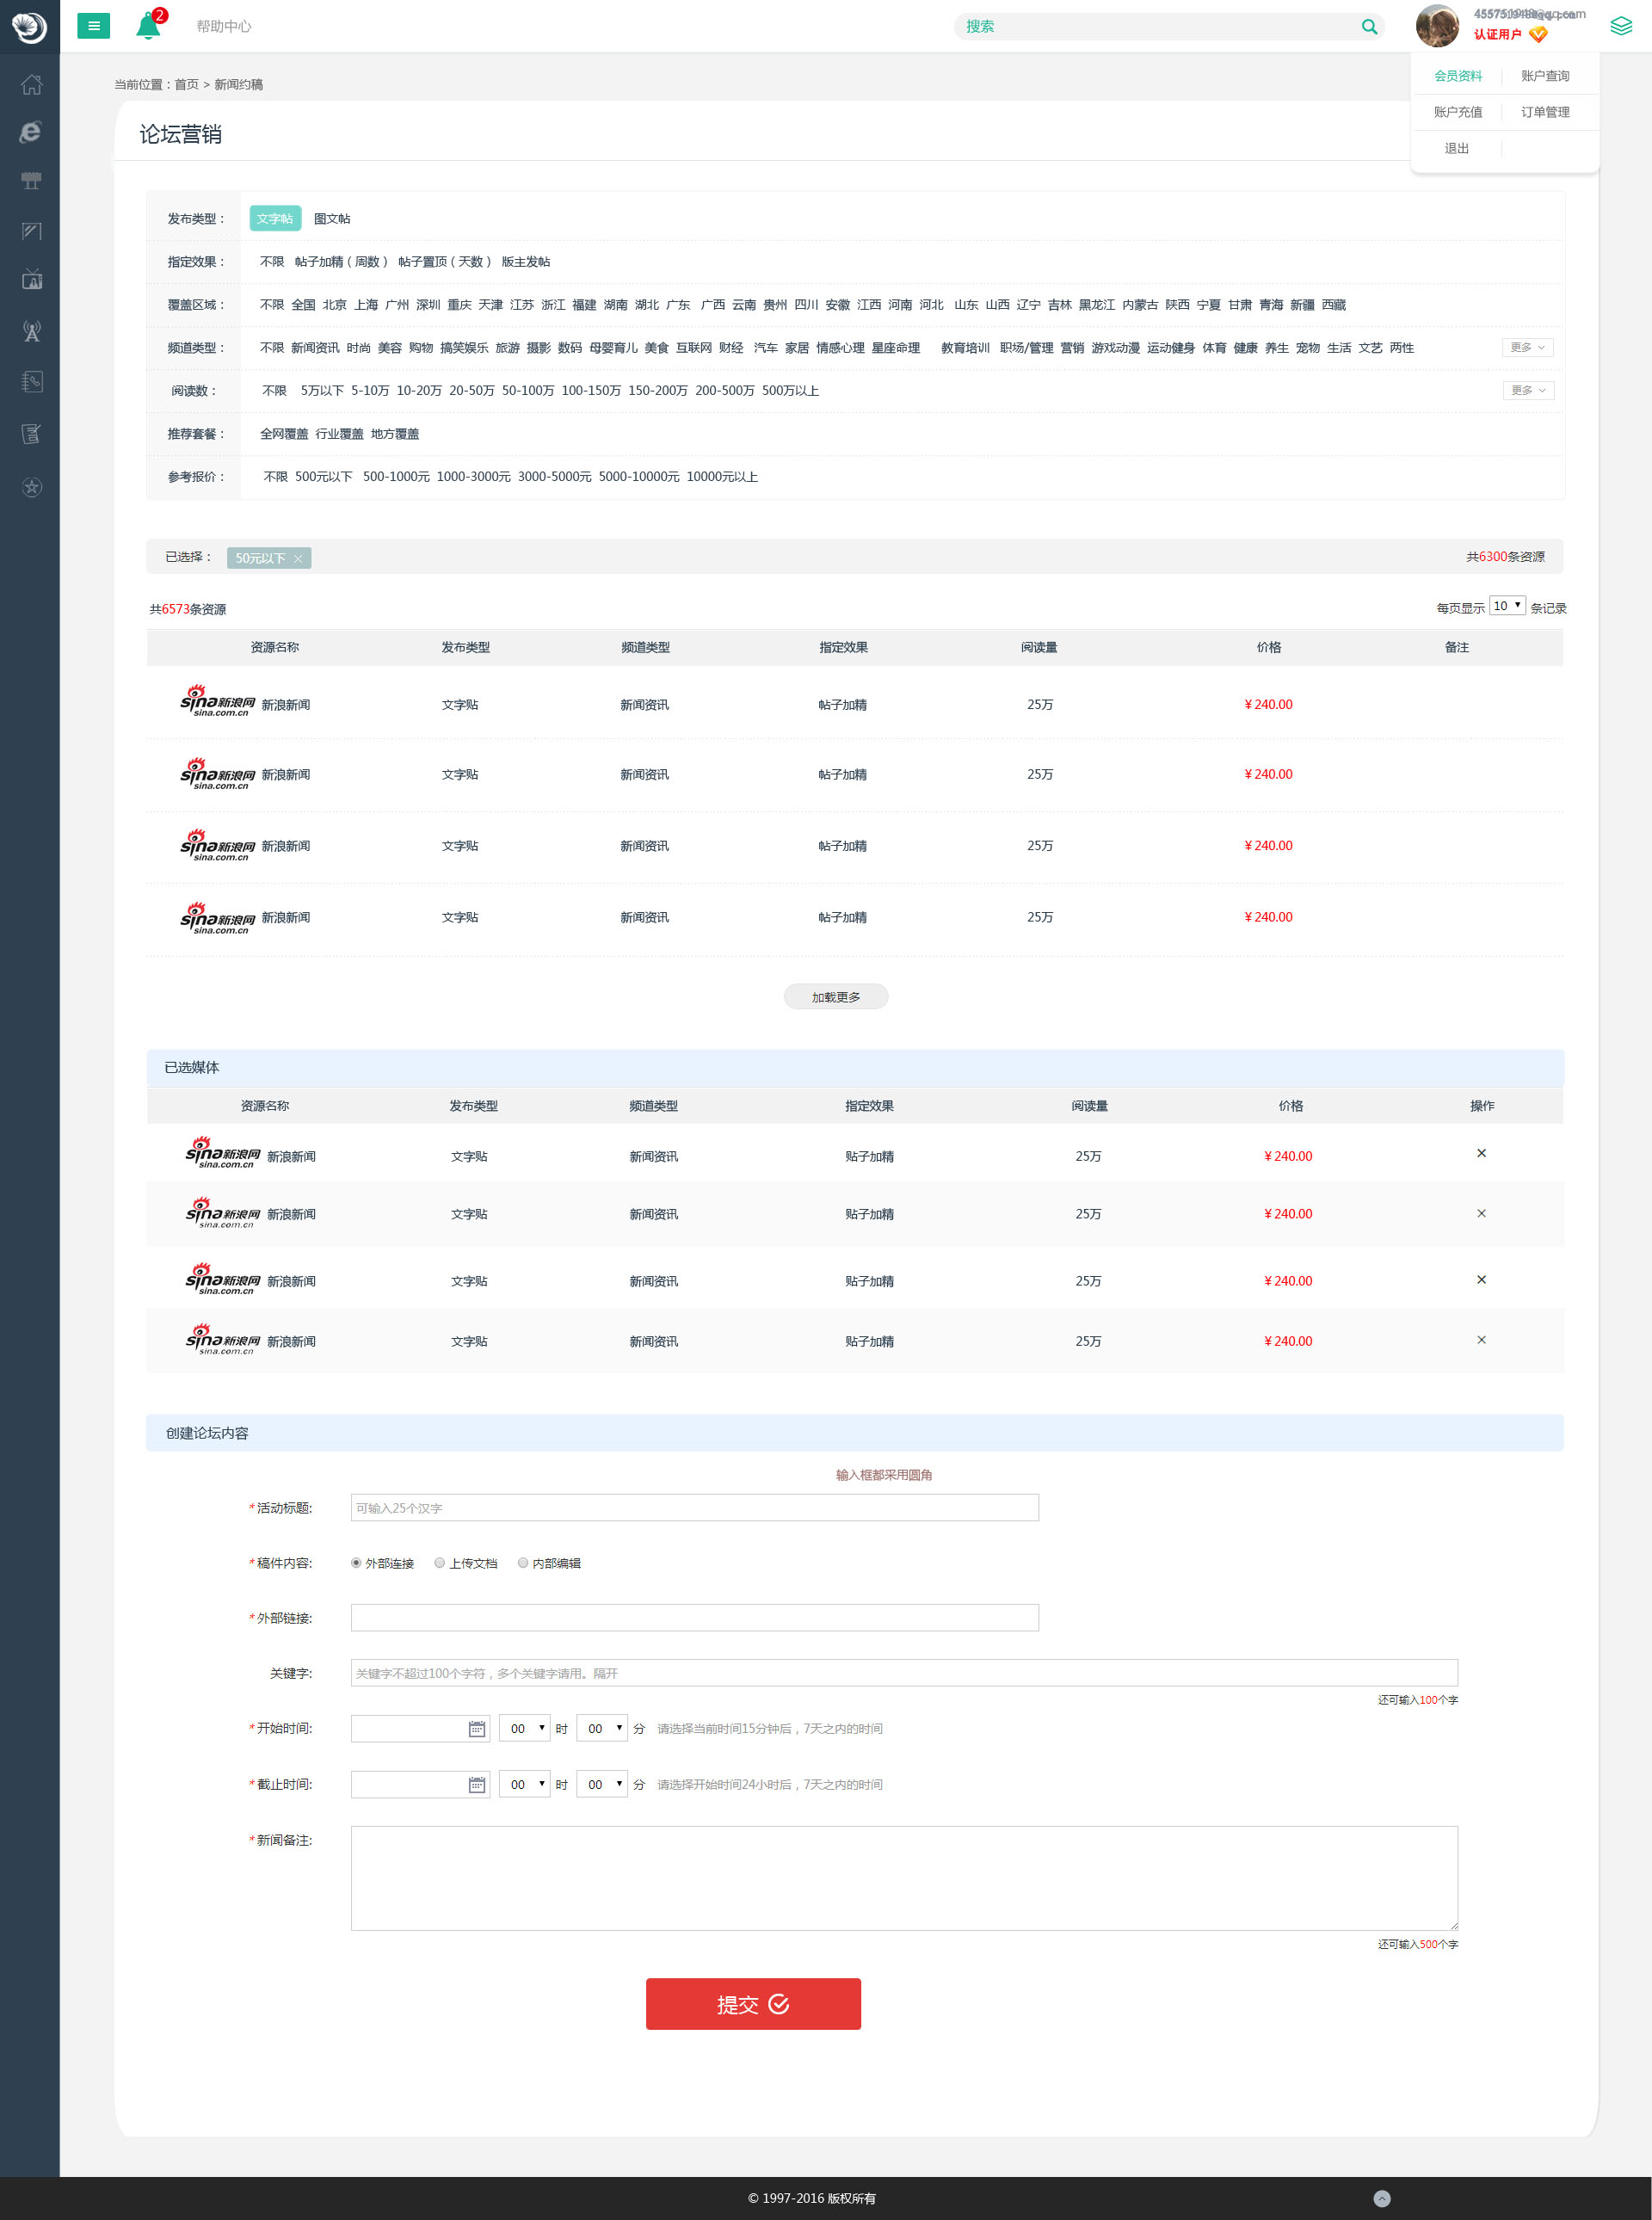 2 帮助中心 搜索
认证用户
会员资料 账户查询
账户充值 订单管理
退出
当前位置：首页 > 新闻约稿
论坛营销
发布类型： 文字帖 图文帖
指定效果： 不限 帖子加精（周数） 帖子置顶（天数） 版主发帖
覆盖区域： 不限 全国 北京 上海 广州 深圳 重庆 天津 江苏 浙江 福建 湖南 湖北 广东 广西 云南 贵州 四川 安徽 江西 河南 河北 山东 山西 辽宁 吉林 黑龙江 内蒙古 陕西 宁夏 甘肃 青海 新疆 西藏
频道类型： 不限 新闻资讯 时尚 美容 购物 搞笑娱乐 旅游 摄影 数码 母婴育儿 美食 互联网 财经 汽车 家居 情感心理 星座命理 教育培训 职场/管理 营销 游戏动漫 运动健身 体育 健康 养生 宠物 生活 文艺 两性 更多
阅读数： 不限 5万以下 5-10万 10-20万 20-50万 50-100万 100-150万 150-200万 200-500万 500万以上 更多
推荐套餐： 全网覆盖 行业覆盖 地方覆盖
参考报价： 不限 500元以下 500-1000元 1000-3000元 3000-5000元 5000-10000元 10000元以上
已选择： 50元以下 × 共6300条资源
共6573条资源 每页显示 10 条记录
资源名称 发布类型 频道类型 指定效果 阅读量 价格 备注
sina新浪网 sina.com.cn 新浪新闻 文字贴 新闻资讯 帖子加精 25万 ¥240.00
sina新浪网 sina.com.cn 新浪新闻 文字贴 新闻资讯 帖子加精 25万 ¥240.00
sina新浪网 sina.com.cn 新浪新闻 文字贴 新闻资讯 帖子加精 25万 ¥240.00
sina新浪网 sina.com.cn 新浪新闻 文字贴 新闻资讯 帖子加精 25万 ¥240.00
加载更多
已选媒体
资源名称 发布类型 频道类型 指定效果 阅读量 价格 操作
sina新浪网 sina.com.cn 新浪新闻 文字贴 新闻资讯 贴子加精 25万 ¥240.00 ×
sina新浪网 sina.com.cn 新浪新闻 文字贴 新闻资讯 贴子加精 25万 ¥240.00 ×
sina新浪网 sina.com.cn 新浪新闻 文字贴 新闻资讯 贴子加精 25万 ¥240.00 ×
sina新浪网 sina.com.cn 新浪新闻 文字贴 新闻资讯 贴子加精 25万 ¥240.00 ×
创建论坛内容
输入框都采用圆角
*活动标题: 可输入25个汉字
*稿件内容: 外部连接 上传文档 内部编辑
*外部链接:
关键字: 关键字不超过100个字符，多个关键字请用。隔开
还可输入100个字
*开始时间: 00 时 00 分 请选择当前时间15分钟后，7天之内的时间
*截止时间: 00 时 00 分 请选择开始时间24小时后，7天之内的时间
*新闻备注:
还可输入500个字
提交
© 1997-2016 版权所有